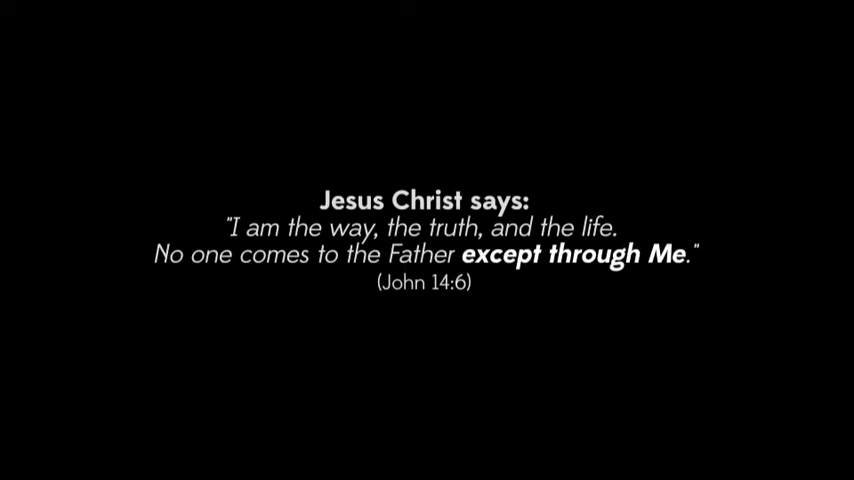 Jesus Christ says:
"I am the way, the truth, and the life.
No one comes to the Father except through Me."
(John 14:6)